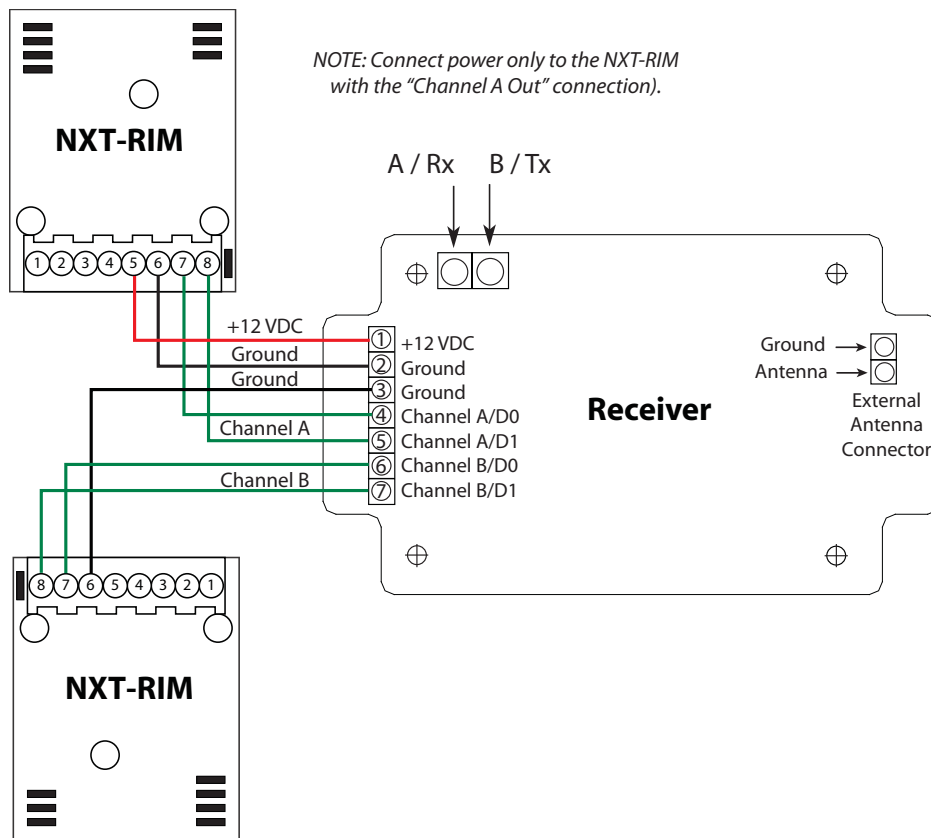 NOTE: Connect power only to the NXT-RIM
with the “Channel A Out” connection).
NXT-RIM
1 2 3 4 5 6 7 8
A / Rx B / Tx
+12 VDC
Ground
Ground
Channel A
Channel B
1 +12 VDC
2 Ground
3 Ground
4 Channel A/D0
5 Channel A/D1
6 Channel B/D0
7 Channel B/D1
Receiver
Ground
Antenna
External
Antenna
Connector
8 7 6 5 4 3 2 1
NXT-RIM